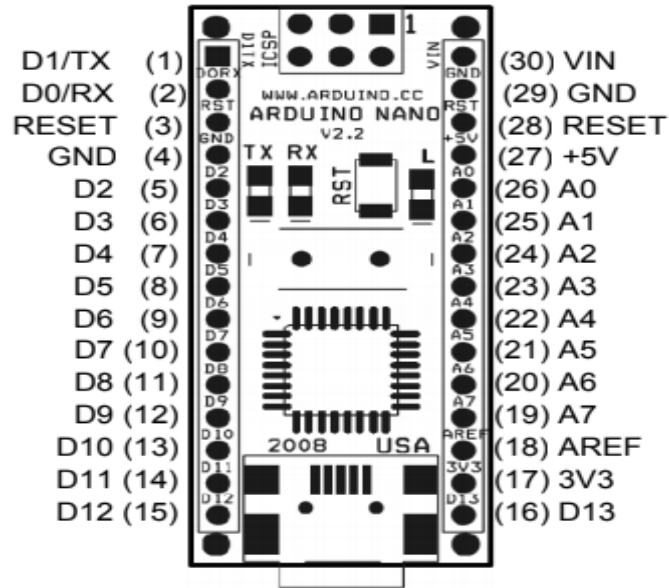 D1/TX (1)
D0/RX (2)
RESET (3)
GND (4)
D2 (5)
D3 (6)
D4 (7)
D5 (8)
D6 (9)
D7 (10)
D8 (11)
D9 (12)
D10 (13)
D11 (14)
D12 (15)
D1TX
D0RX
RST
GND
D2
D3
D4
D5
D6
D7
D8
D9
D10
D11
D12
ICSP
1
WWW.ARDUINO.CC
ARDUINO NANO
V2.2
TX RX
RST
L
2008 USA
VIN
GND
RST
+5V
A0
A1
A2
A3
A4
A5
A6
A7
AREF
3V3
D13
(30) VIN
(29) GND
(28) RESET
(27) +5V
(26) A0
(25) A1
(24) A2
(23) A3
(22) A4
(21) A5
(20) A6
(19) A7
(18) AREF
(17) 3V3
(16) D13